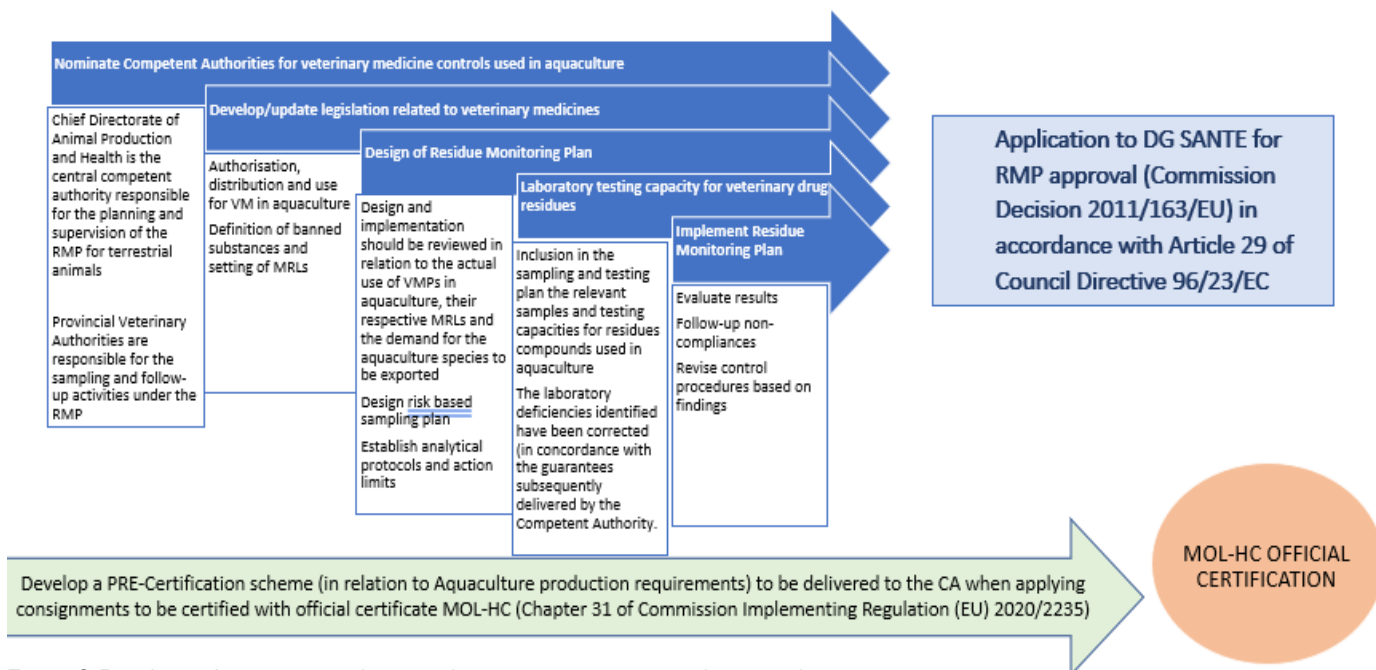 Nominate Competent Authorities for veterinary medicine controls used in aquaculture
Chief Directorate of
Animal Production
and Health is the
central competent
authority responsible
for the planning and
supervision of the
RMP for terrestrial
animals
Provincial Veterinary
Authorities are
responsible for the
sampling and follow-
up activities under the
RMP
Develop/update legislation related to veterinary medicines
Authorisation,
distribution and use
for VM in aquaculture
Definition of banned
substances and
setting of MRLs
Design of Residue Monitoring Plan
Design and
implementation
should be reviewed in
relation to the actual
use of VMPs in
aquaculture, their
respective MRLs and
the demand for the
aquaculture species to
be exported
Design risk based
sampling plan
Establish analytical
protocols and action
limits
Laboratory testing capacity for veterinary drug
residues
Inclusion in the
sampling and testing
plan the relevant
samples and testing
capacities for residues
compounds used in
aquaculture
The laboratory
deficiencies identified
have been corrected
(in concordance with
the guarantees
subsequently
delivered by the
Competent Authority.
Implement Residue
Monitoring Plan
Evaluate results
Follow-up non-
compliances
Revise control
procedures based on
findings
Application to DG SANTE for
RMP approval (Commission
Decision 2011/163/EU) in
accordance with Article 29 of
Council Directive 96/23/EC
Develop a PRE-Certification scheme (in relation to Aquaculture production requirements) to be delivered to the CA when applying
consignments to be certified with official certificate MOL-HC (Chapter 31 of Commission Implementing Regulation (EU) 2020/2235)
MOL-HC OFFICIAL
CERTIFICATION